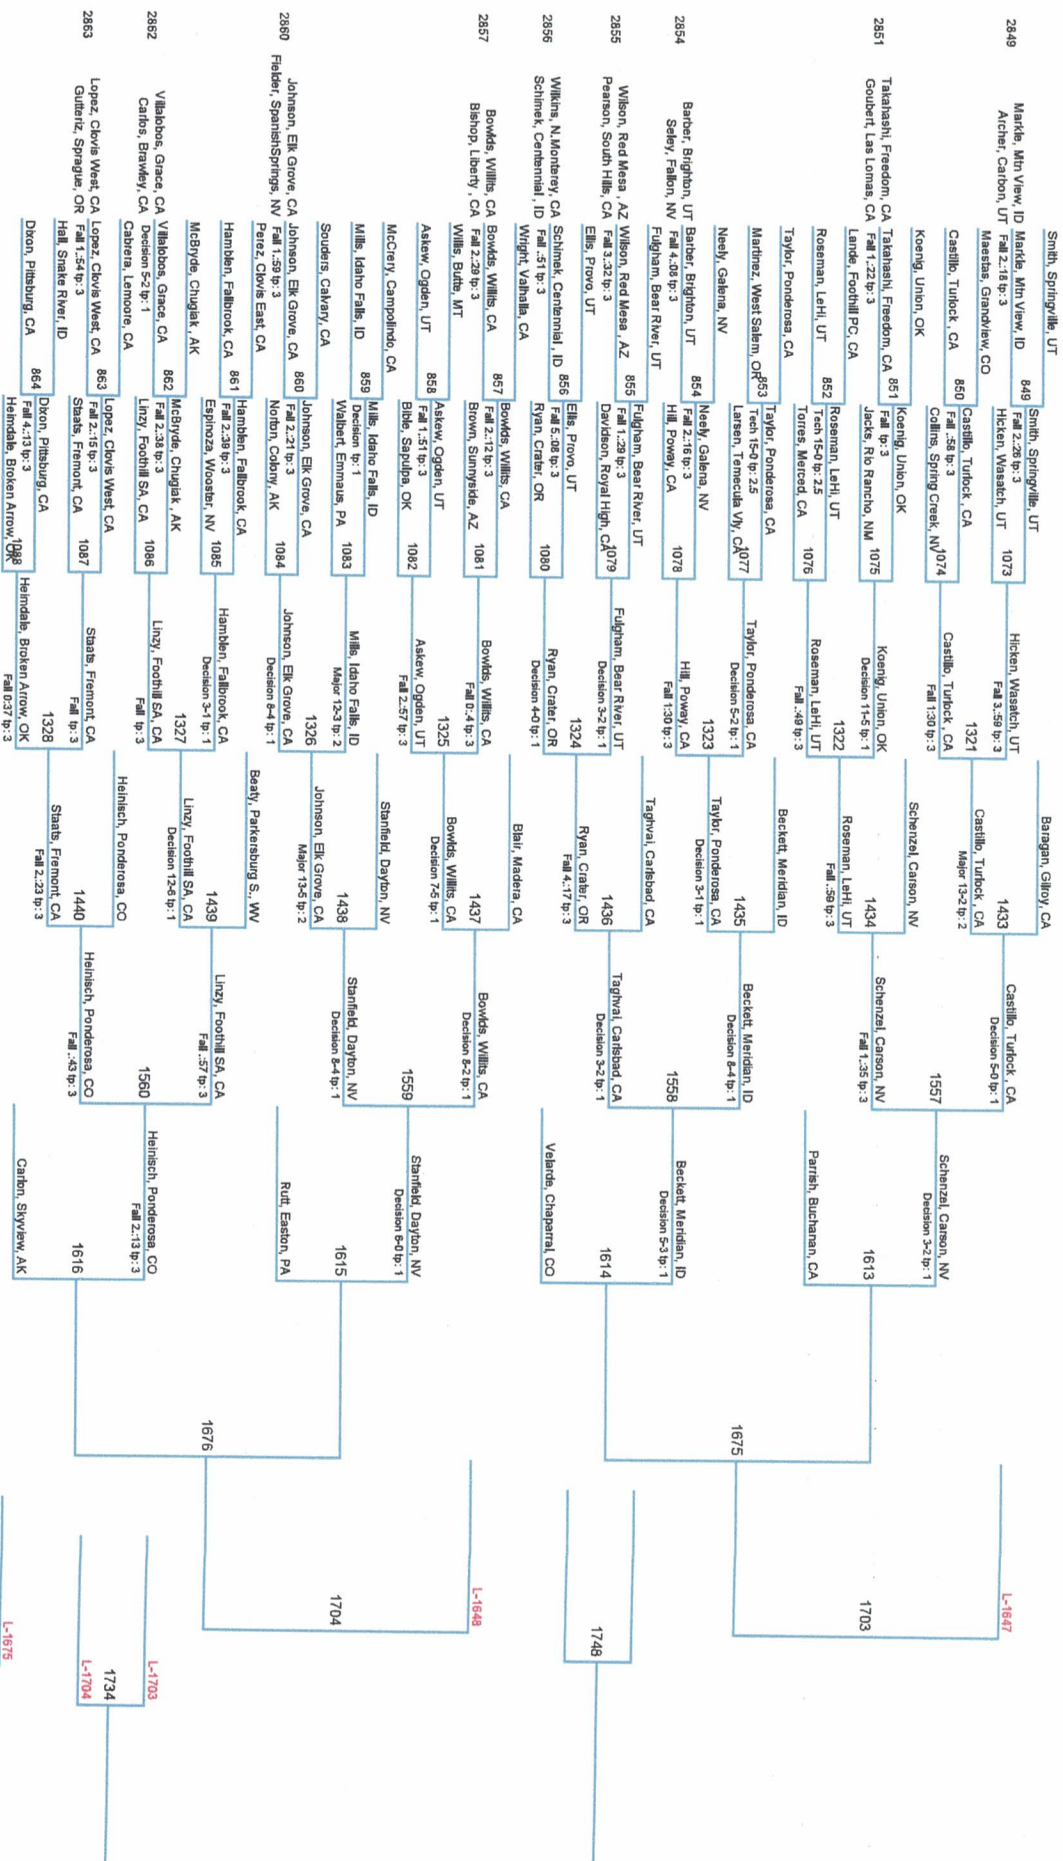 2849
2851
2854
2855
2856
2857
2860
2862
2863
Markle, Mtn View, ID
Archer, Carbon, UT
Takahashi, Freedom, CA
Goubert, Las Lomas, CA
Barber, Brighton, UT
Seley, Fallon, NV
Wilson, Red Mesa , AZ
Pearson, South Hills, CA
Wilkins, N.Monterey, CA
Schimek, Centennial , ID
Bowlds, Willits, CA
Bishop, Liberty , CA
Johnson, Elk Grove, CA
Fielder, SpanishSprings, NV
Villalobos, Grace, CA
Carlos, Brawley, CA
Lopez, Clovis West, CA
Gutteriz, Sprague, OR
Smith, Springville, UT
849
Markle, Mtn View, ID
Fall 2:.18 tp: 3
Maestas, Grandview, CO
850
Castillo, Turlock , CA
Koenig, Union, OK
851
Takahashi, Freedom, CA
Fall 1:.22 tp: 3
Lande, Foothill PC, CA
852
Roseman, LeHi, UT
Taylor, Ponderosa, CA
853
Martinez, West Salem, OR
Neely, Galena, NV
854
Barber, Brighton, UT
Fall 4:.08 tp: 3
Fulgham, Bear River, UT
855
Wilson, Red Mesa , AZ
Fall 3:.32 tp: 3
Ellis, Provo, UT
856
Schimek, Centennial , ID
Fall :.51 tp: 3
Wright, Valhalla, CA
857
Bowlds, Willits, CA
Fall 2:.29 tp: 3
Willis, Butte, MT
858
Askew, Ogden, UT
McCrery, Campolindo, CA
859
Mills, Idaho Falls, ID
Souders, Calvary, CA
860
Johnson, Elk Grove, CA
Fall 1:.59 tp: 3
Perez, Clovis East, CA
861
Hamblen, Fallbrook, CA
McBryde, Chugiak , AK
862
Villalobos, Grace, CA
Decision 5-2 tp: 1
Cabrera, Lemore, CA
863
Lopez, Clovis West, CA
Fall 1:.54 tp: 3
Hall, Snake River, ID
864
Dixon, Pittsburg, CA
Smith, Springville, UT
Fall 2:.26 tp: 3
1073
Hicken, Wasatch, UT
Castillo, Turlock , CA
Fall :.58 tp: 3
1074
Collins, Spring Creek, NV
Koenig, Union, OK
Fall tp: 3
1075
Jacks, Rio Rancho, NM
Roseman, LeHi, UT
Tech 15-0 tp: 2.5
1076
Torres, Merced, CA
Taylor, Ponderosa, CA
Tech 15-0 tp: 2.5
1077
Larsen, Temecula Vly, CA
Neely, Galena, NV
Fall 2:16 tp: 3
1078
Hill, Poway, CA
Fulgham, Bear River, UT
Fall 1:.29 tp: 3
1079
Davidson, Royal High, CA
Ellis, Provo, UT
Fall 5:.08 tp: 3
1080
Ryan, Crater, OR
Bowlds, Willits, CA
Fall 2:.12 tp: 3
1081
Brown, Sunnyside, AZ
Askew, Ogden, UT
Fall 1:.51 tp: 3
1082
Bible, Sapulpa, OK
Mills, Idaho Falls, ID
Decision tp: 1
1083
Walbert, Emmaus, PA
Johnson, Elk Grove, CA
Fall 2:.21 tp: 3
1084
Norton, Colony, AK
Hamblen, Fallbrook, CA
Fall 2:.39 tp: 3
1085
Espinoza, Wooster, NV
McBryde, Chugiak , AK
Fall 2:.38 tp: 3
1086
Linzy, Foothill SA, CA
Lopez, Clovis West, CA
Fall 2:.15 tp: 3
1087
Staats, Fremont, CA
Dixon, Pittsburg, CA
Fall 4:.13 tp: 3
1088
Heimdale, Broken Arrow, OK
Hicken, Wasatch, UT
Fall 3:.59 tp: 3
1321
Castillo, Turlock , CA
Fall 1:30 tp: 3
Koenig, Union, OK
Decision 11-5 tp: 1
1322
Roseman, LeHi, UT
Fall :49 tp: 3
Taylor, Ponderosa, CA
Decision 5-2 tp: 1
1323
Hill, Poway, CA
Fall 1:30 tp: 3
Fulgham, Bear River, UT
Decision 3-2 tp: 1
1324
Ryan, Crater, OR
Decision 4-0 tp: 1
Bowlds, Willits, CA
Fall 0:.4 tp: 3
1325
Askew, Ogden, UT
Fall 2:57 tp: 3
Mills, Idaho Falls, ID
Major 12-3 tp: 2
1326
Johnson, Elk Grove, CA
Decision 8-4 tp: 1
Hamblen, Fallbrook, CA
Decision 3-1 tp: 1
1327
Linzy, Foothill SA, CA
Fall tp: 3
Staats, Fremont, CA
Fall tp: 3
1328
Heimdale, Broken Arrow, OK
Fall 0:37 tp: 3
Baragan, Gilroy, CA
1433
Castillo, Turlock , CA
Major 13-2 tp: 2
Schenzel, Carson, NV
1434
Roseman, LeHi, UT
Fall :.59 tp: 3
Beckett, Meridian, ID
1435
Taylor, Ponderosa, CA
Decision 3-1 tp: 1
Taghvai, Carlsbad, CA
1436
Ryan, Crater, OR
Fall 4:.17 tp: 3
Blair, Madera, CA
1437
Bowlds, Willits, CA
Decision 7-5 tp: 1
Stanfield, Dayton, NV
1438
Johnson, Elk Grove, CA
Major 13-5 tp: 2
Beaty, Parkersburg S., WV
1439
Linzy, Foothill SA, CA
Decision 12-6 tp: 1
Heinisch, Ponderosa, CO
1440
Staats, Fremont, CA
Fall 2:.23 tp: 3
Castillo, Turlock , CA
Decision 5-0 tp: 1
1557
Schenzel, Carson, NV
Fall 1:.35 tp: 3
Beckett, Meridian, ID
Decision 8-4 tp: 1
1558
Taghvai, Carlsbad, CA
Decision 3-2 tp: 1
Bowlds, Willits, CA
Decision 8-2 tp: 1
1559
Stanfield, Dayton, NV
Decision 8-4 tp: 1
Linzy, Foothill SA, CA
Fall :.57 tp: 3
1560
Heinisch, Ponderosa, CO
Fall :.43 tp: 3
Schenzel, Carson, NV
Decision 3-2 tp: 1
1613
Parrish, Buchanan, CA
Beckett, Meridian, ID
Decision 5-3 tp: 1
1614
Velarde, Chaparral, CO
Stanfield, Dayton, NV
Decision 6-0 tp: 1
1615
Rutt, Easton, PA
Heinisch, Ponderosa, CO
Fall 2:.13 tp: 3
1616
Carlon, Skyview, AK
1675
1676
L-1647
1703
L-1648
1704
1748
L-1703
1734
L-1704
L-1675